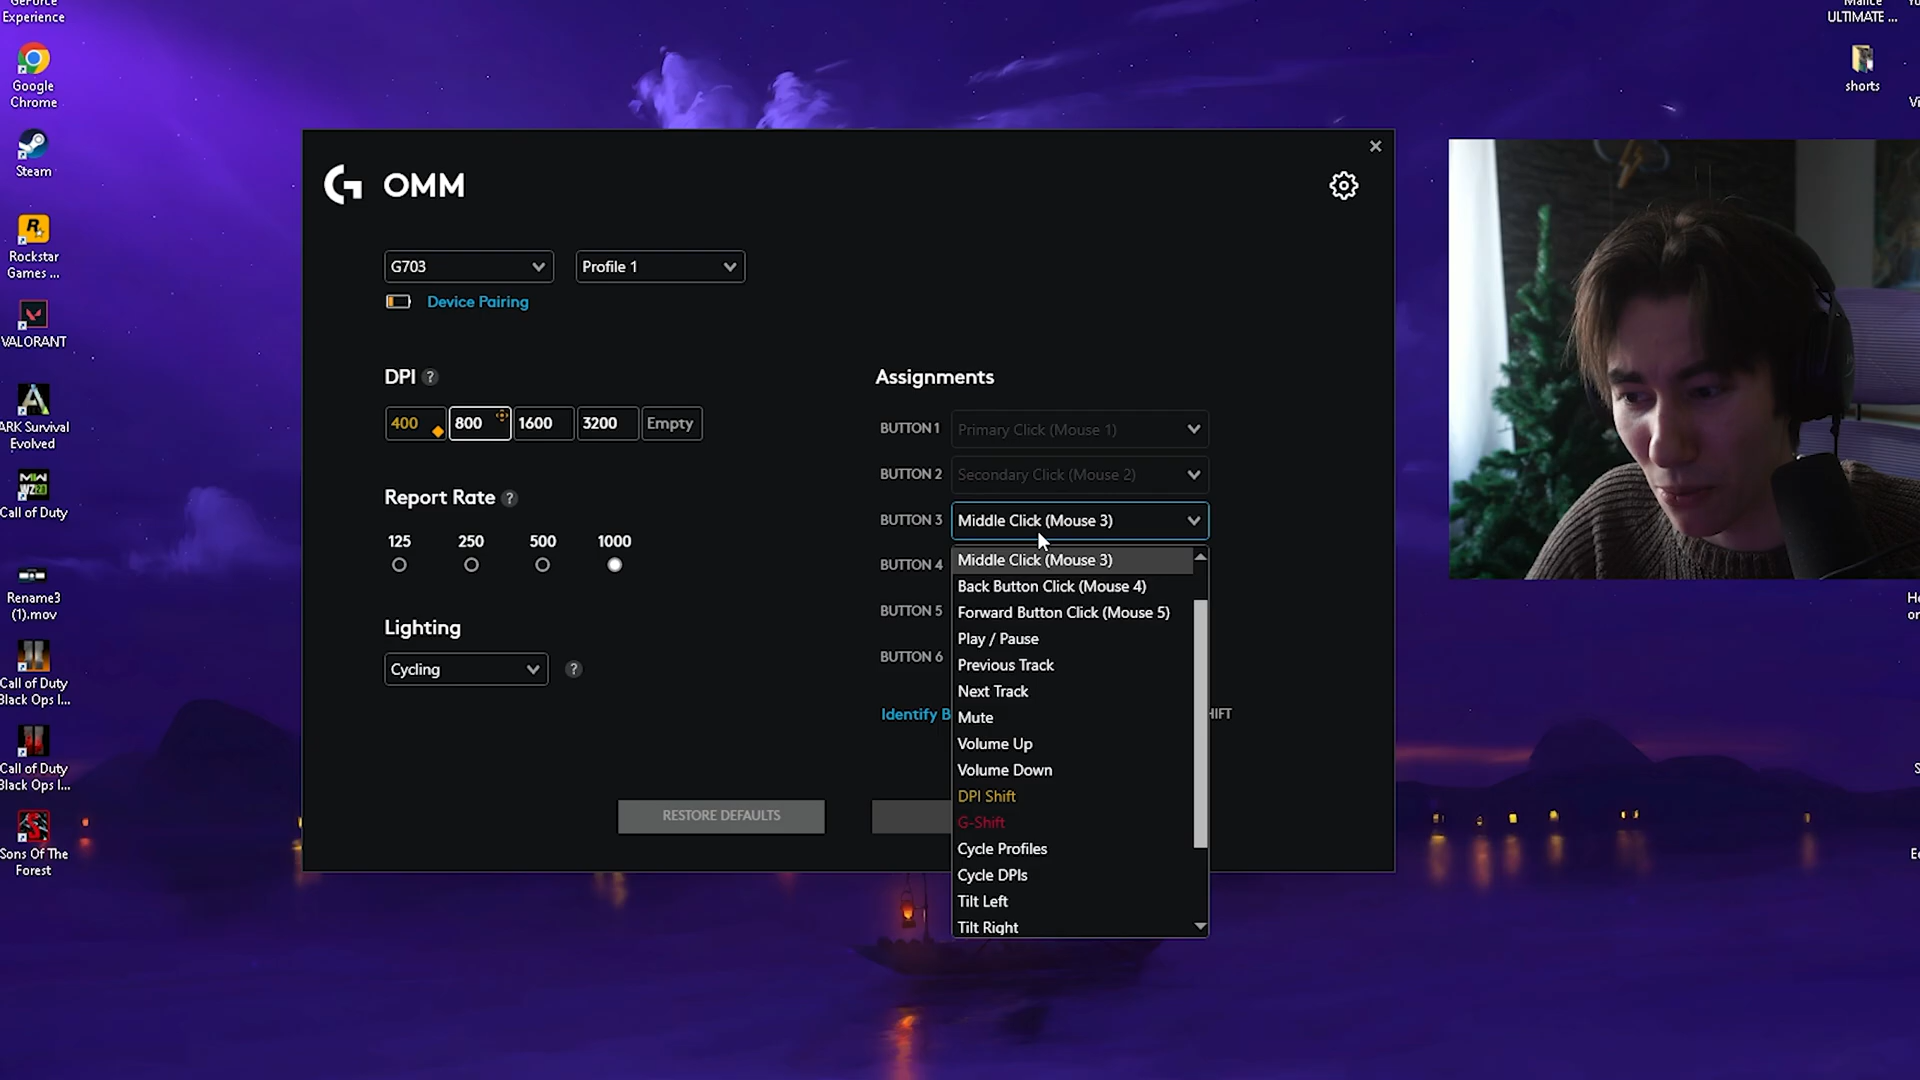 GeForce
Experience
Google
Chrome
Steam
Rockstar
Games ...
VALORANT
ARK Survival
Evolved
Call of Duty
Rename3
(1).mov
Call of Duty
Black Ops I...
Call of Duty
Black Ops I...
Sons Of The
Forest
ULTIMATE ...
shorts
OMM
G703
Profile 1
Device Pairing
DPI ?
400
800
1600
3200
Empty
Report Rate ?
125
250
500
1000
Lighting
Cycling
?
RESTORE DEFAULTS
Assignments
BUTTON 1
Primary Click (Mouse 1)
BUTTON 2
Secondary Click (Mouse 2)
BUTTON 3
Middle Click (Mouse 3)
BUTTON 4
BUTTON 5
BUTTON 6
Identify B
HIFT
Middle Click (Mouse 3)
Back Button Click (Mouse 4)
Forward Button Click (Mouse 5)
Play / Pause
Previous Track
Next Track
Mute
Volume Up
Volume Down
DPI Shift
G-Shift
Cycle Profiles
Cycle DPIs
Tilt Left
Tilt Right